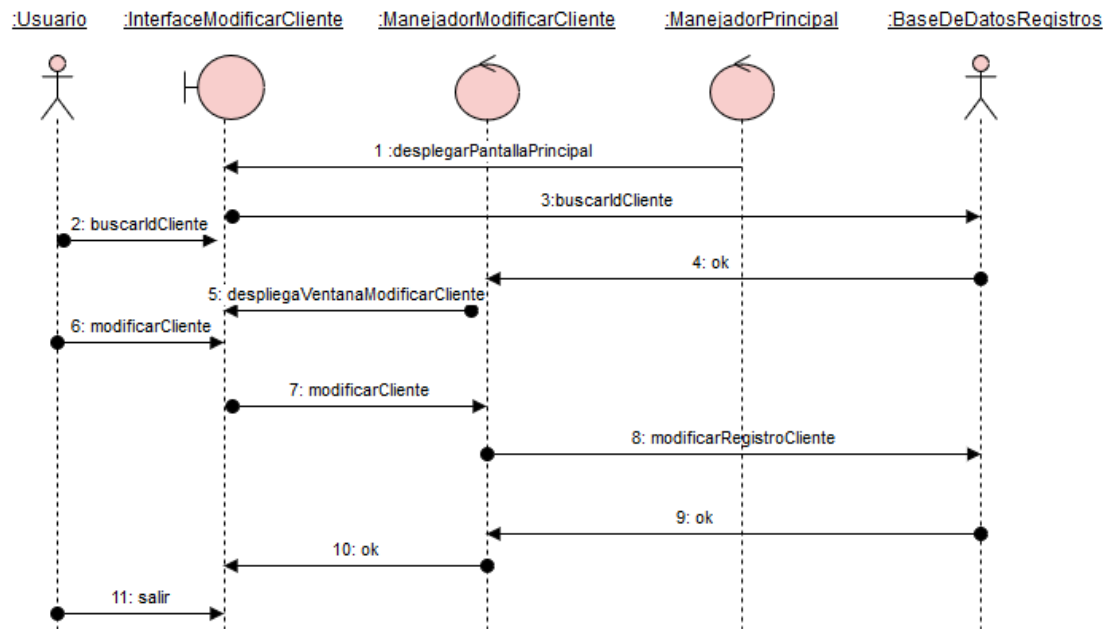 :Usuario
:InterfaceModificarCliente
:ManejadorModificarCliente
:ManejadorPrincipal
:BaseDeDatosRegistros
1 :desplegarPantallaPrincipal
3:buscarIdCliente
2: buscarIdCliente
4: ok
5: despliegaVentanaModificarCliente
6: modificarCliente
7: modificarCliente
8: modificarRegistroCliente
9: ok
10: ok
11: salir